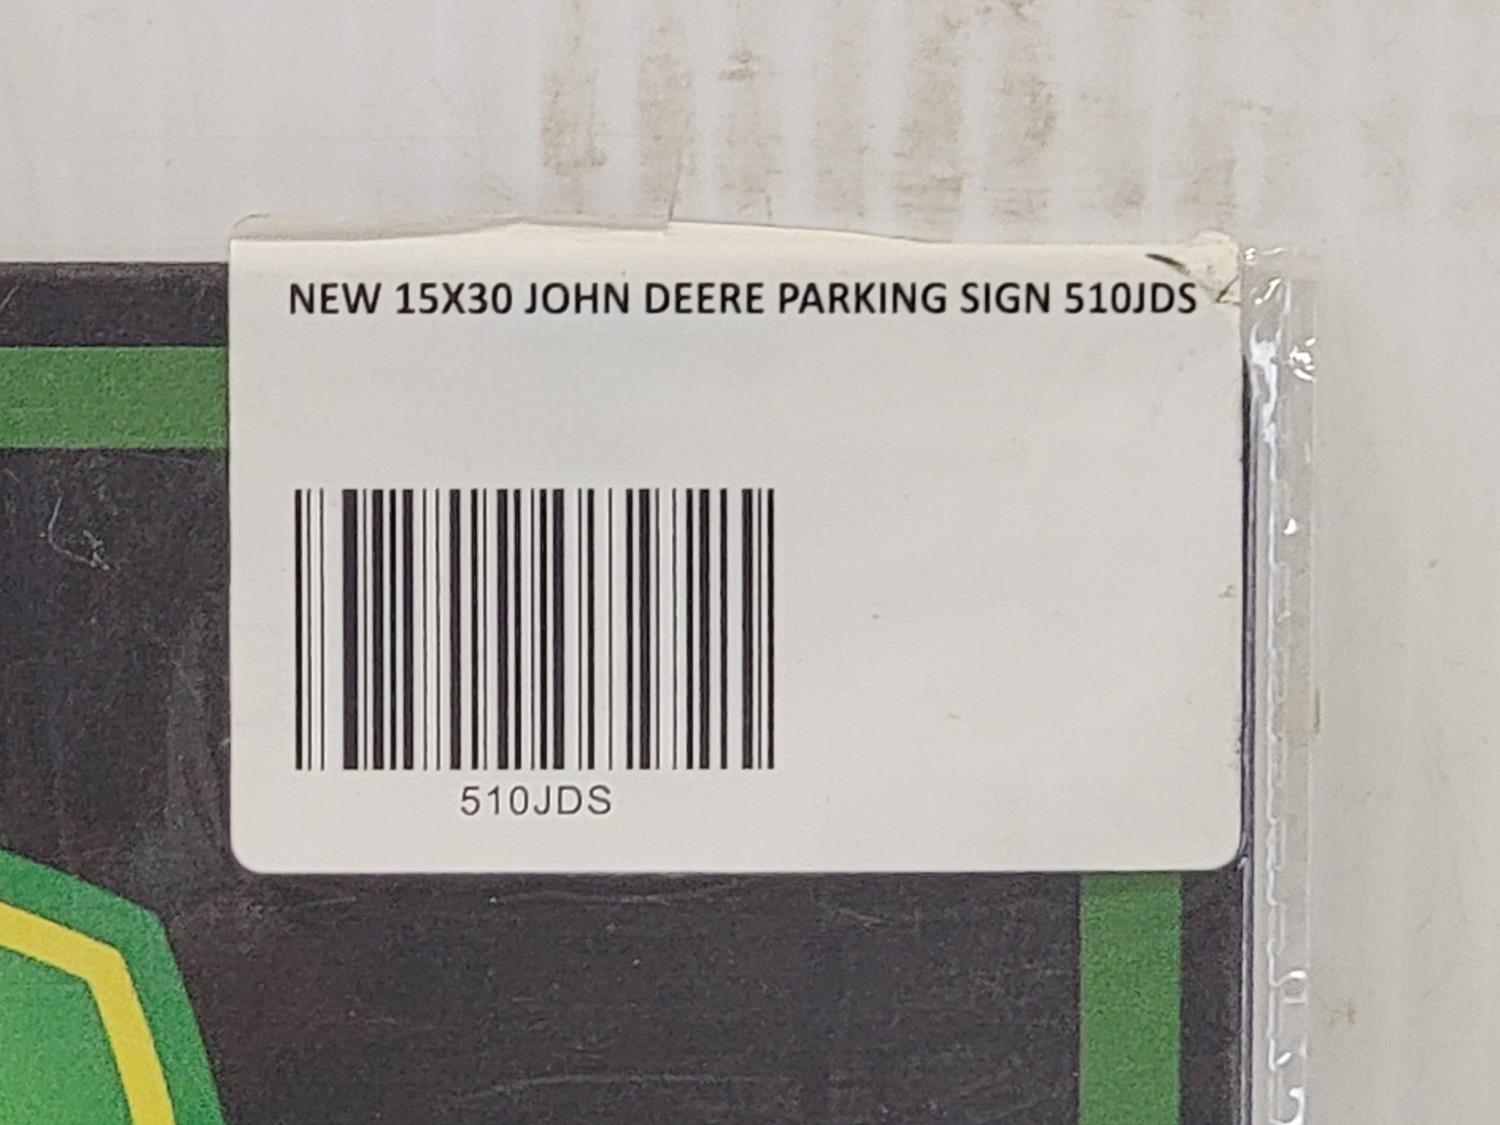 NEW 15X30 JOHN DEERE PARKING SIGN 510JDS
510JDS